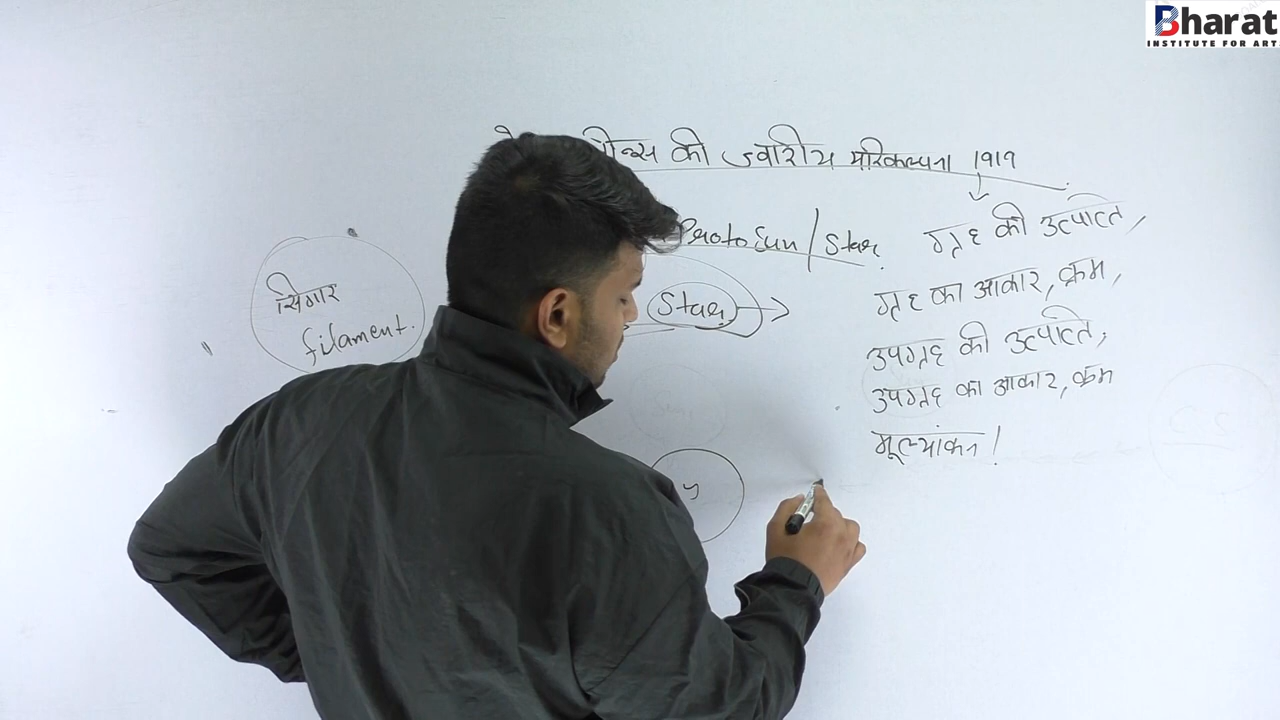 Bharat
INSTITUTE FOR ART
की ज्वारीय परिकल्पना १९१९
Proto Sun / Star
ग्रह की उत्पत्ति,
ग्रह का आकार, क्रम,
उपग्रह की उत्पत्ति,
उपग्रह का आकार, क्रम
मूल्यांकन!
Star
सिगार
filament.